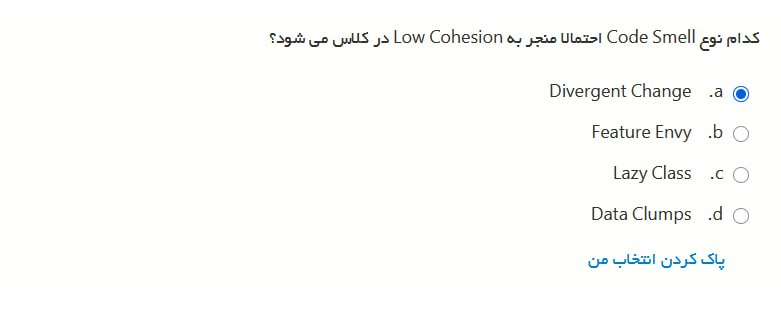 کدام نوع Code Smell احتمالا منجر به Low Cohesion در کلاس می شود؟
a. Divergent Change
b. Feature Envy
c. Lazy Class
d. Data Clumps
پاک کردن انتخاب من